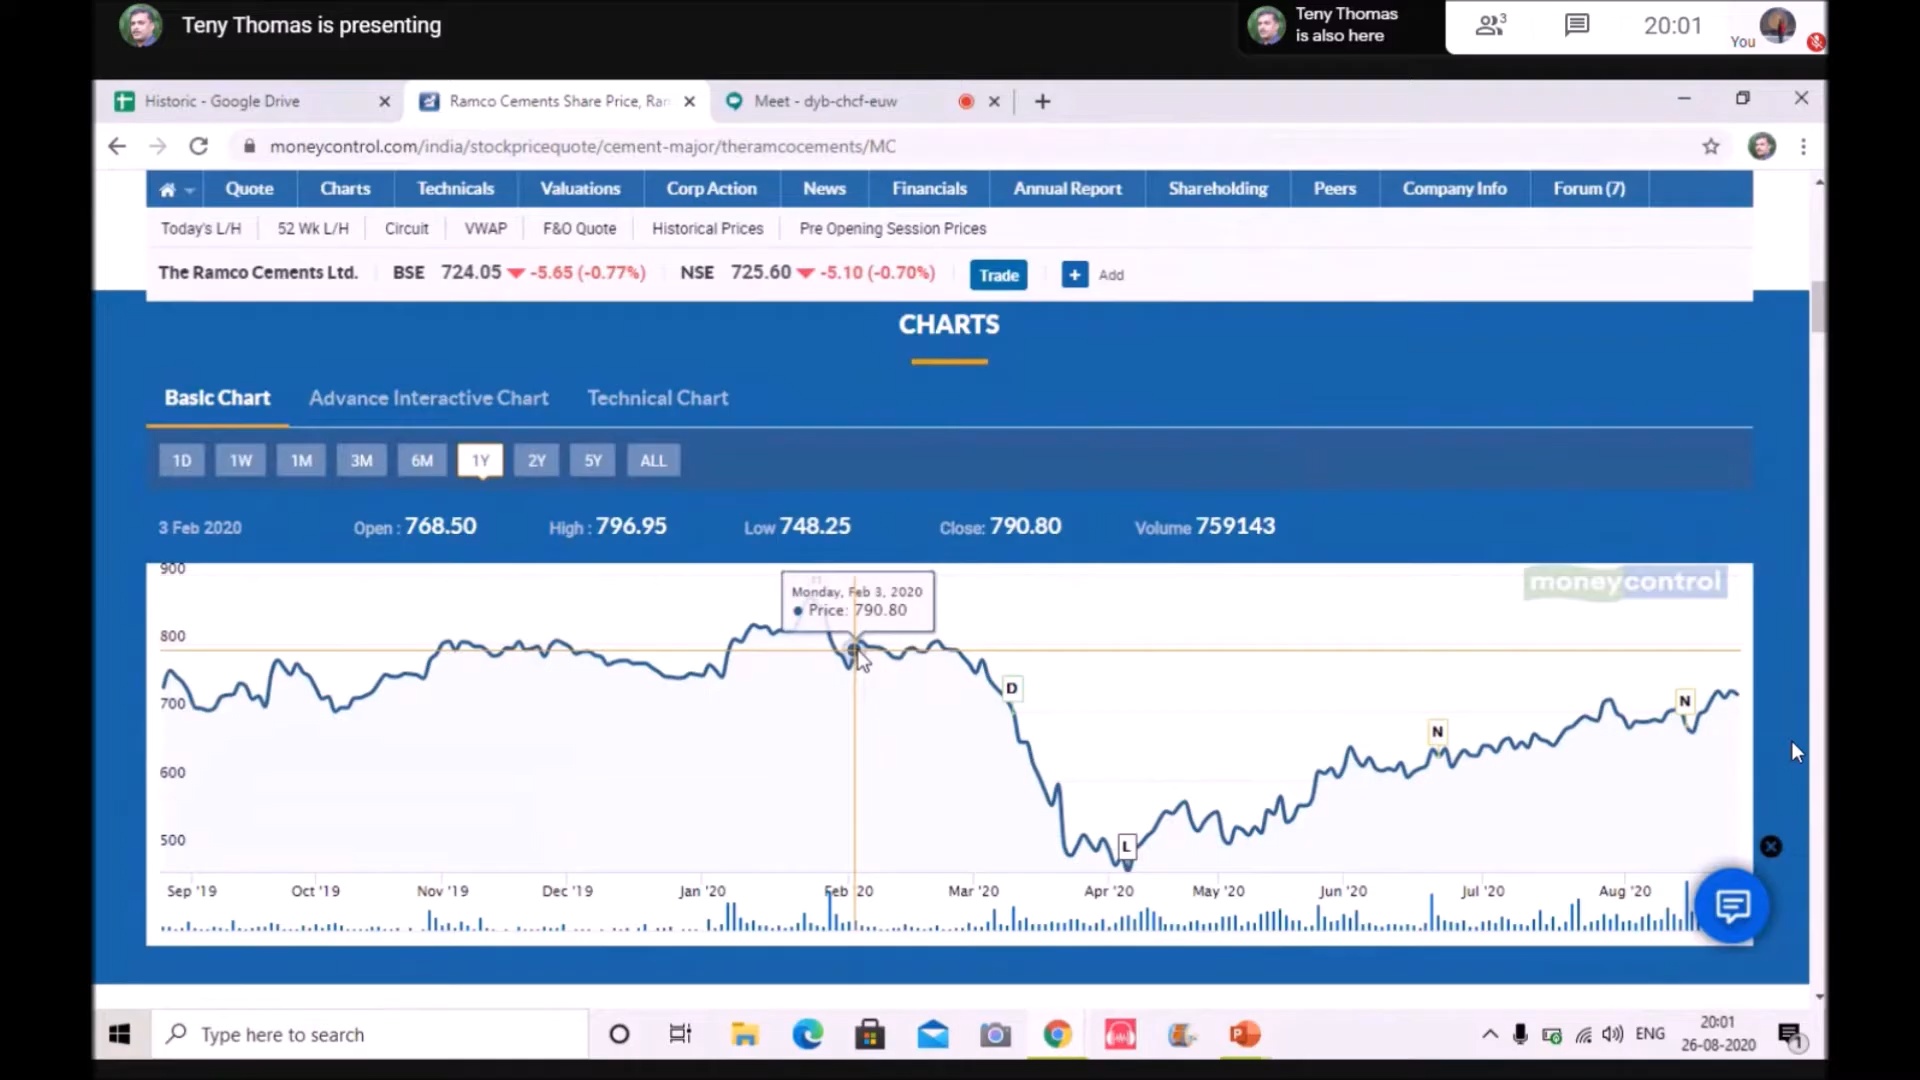 Teny Thomas is presenting
Teny Thomas
is also here
3
20:01
You
Historic - Google Drive
Ramco Cements Share Price, Ra
Meet - dyb-chcf-euw
moneycontrol.com/india/stockpricequote/cement-major/theramcocements/MC
Quote Charts Technicals Valuations Corp Action News Financials Annual Report Shareholding Peers Company Info Forum (7)
Today's L/H 52 Wk L/H Circuit VWAP F&O Quote Historical Prices Pre Opening Session Prices
The Ramco Cements Ltd. BSE 724.05 -5.65 (-0.77%) NSE 725.60 -5.10 (-0.70%) Trade + Add
CHARTS
Basic Chart Advance Interactive Chart Technical Chart
1D 1W 1M 3M 6M 1Y 2Y 5Y ALL
3 Feb 2020 Open : 768.50 High : 796.95 Low 748.25 Close: 790.80 Volume 759143
900
moneycontrol
Monday, Feb 3, 2020
Price: 790.80
800
D
700
N
N
600
500
L
Sep '19 Oct '19 Nov '19 Dec '19 Jan '20 Feb '20 Mar '20 Apr '20 May '20 Jun '20 Jul '20 Aug '20
Type here to search
ENG
20:01
26-08-2020
1